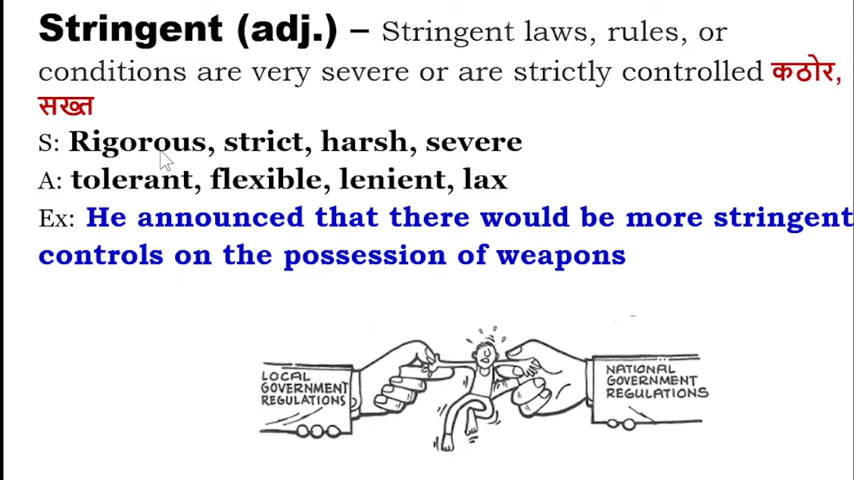 Stringent (adj.) – Stringent laws, rules, or
conditions are very severe or are strictly controlled कठोर,
सख्त
S: Rigorous, strict, harsh, severe
A: tolerant, flexible, lenient, lax
Ex: He announced that there would be more stringent
controls on the possession of weapons
LOCAL
GOVERNMENT
REGULATIONS
NATIONAL
GOVERNMENT
REGULATIONS